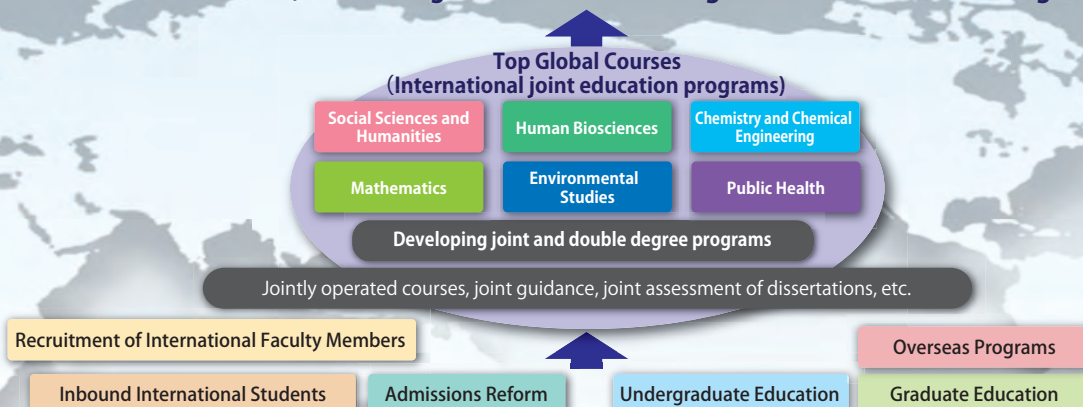 Top Global Courses
(International joint education programs)
Social Sciences and
Humanities
Human Biosciences
Chemistry and Chemical
Engineering
Mathematics
Environmental
Studies
Public Health
Developing joint and double degree programs
Jointly operated courses, joint guidance, joint assessment of dissertations, etc.
Recruitment of International Faculty Members
Overseas Programs
Inbound International Students
Admissions Reform
Undergraduate Education
Graduate Education